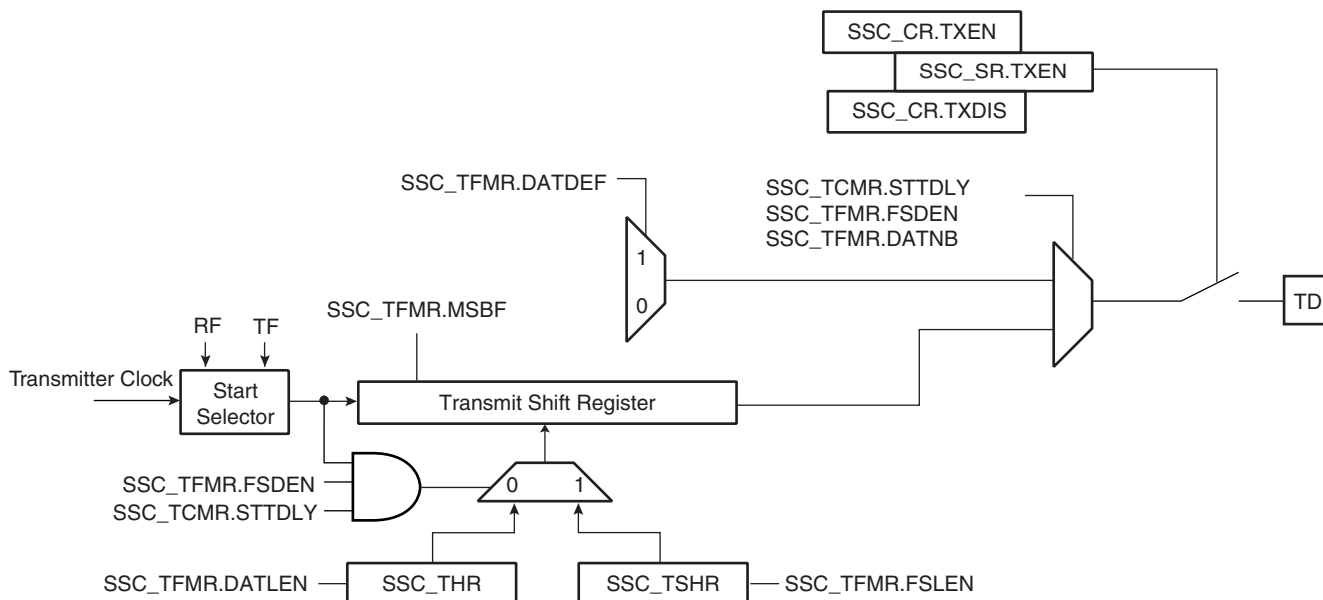 SSC_CR.TXEN
SSC_SR.TXEN
SSC_CR.TXDIS
SSC_TFMR.DATDEF
SSC_TCMR.STTDLY
SSC_TFMR.FSDEN
SSC_TFMR.DATNB
1
0
TD
SSC_TFMR.MSBF
RF
TF
Transmitter Clock
Start
Selector
Transmit Shift Register
SSC_TFMR.FSDEN
SSC_TCMR.STTDLY
0
1
SSC_TFMR.DATLEN
SSC_THR
SSC_TSHR
SSC_TFMR.FSLEN